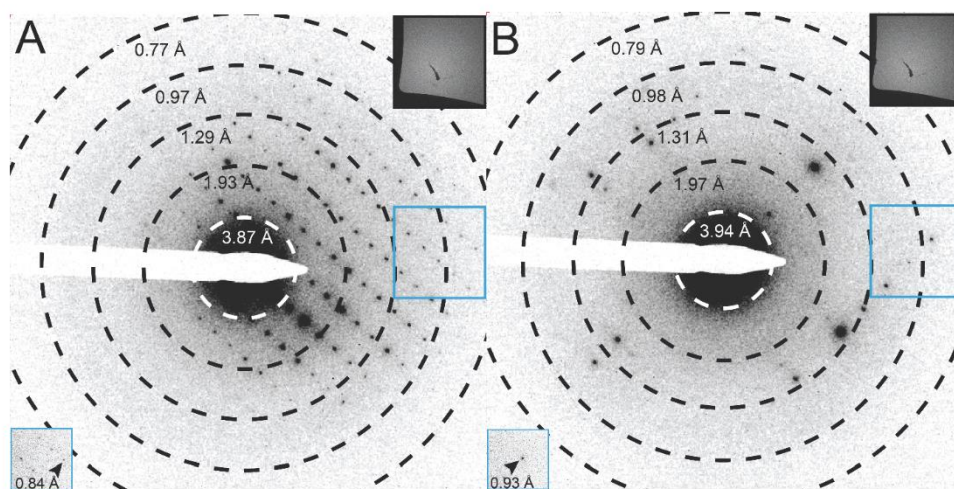 A
0.77 Å
0.97 Å
1.29 Å
1.93 Å
3.87 Å
0.84 Å
B
0.79 Å
0.98 Å
1.31 Å
1.97 Å
3.94 Å
0.93 Å